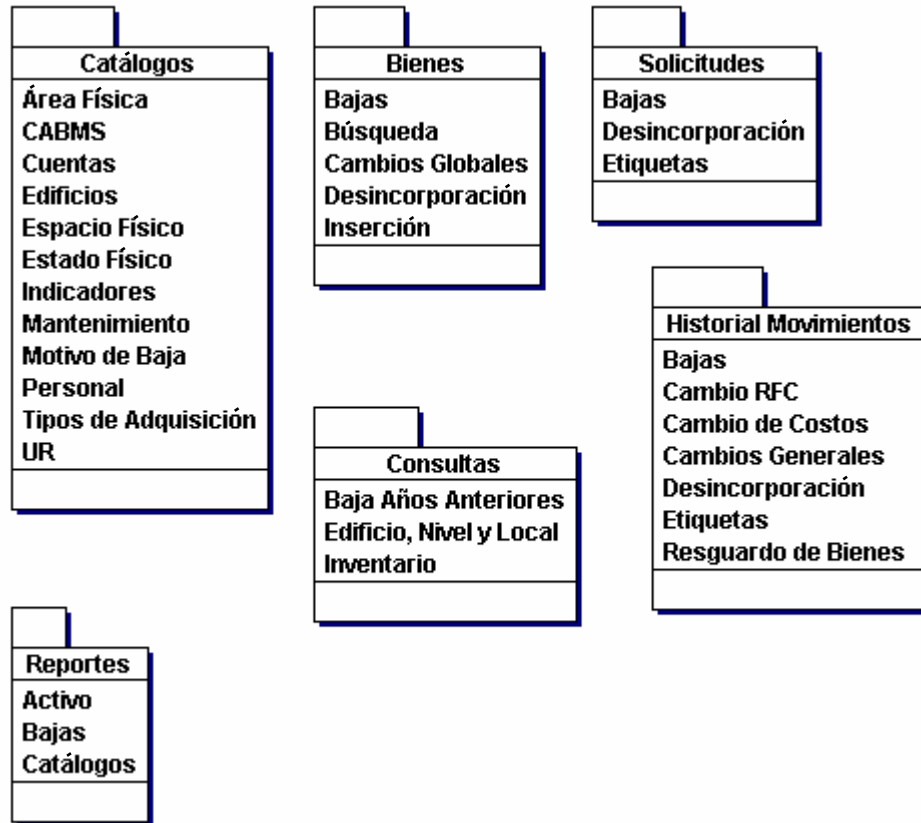 Catálogos
Área Física
CABMS
Cuentas
Edificios
Espacio Físico
Estado Físico
Indicadores
Mantenimiento
Motivo de Baja
Personal
Tipos de Adquisición
UR
Bienes
Bajas
Búsqueda
Cambios Globales
Desincorporación
Inserción
Solicitudes
Bajas
Desincorporación
Etiquetas
Historial Movimientos
Bajas
Cambio RFC
Cambio de Costos
Cambios Generales
Desincorporación
Etiquetas
Resguardo de Bienes
Consultas
Baja Años Anteriores
Edificio, Nivel y Local
Inventario
Reportes
Activo
Bajas
Catálogos